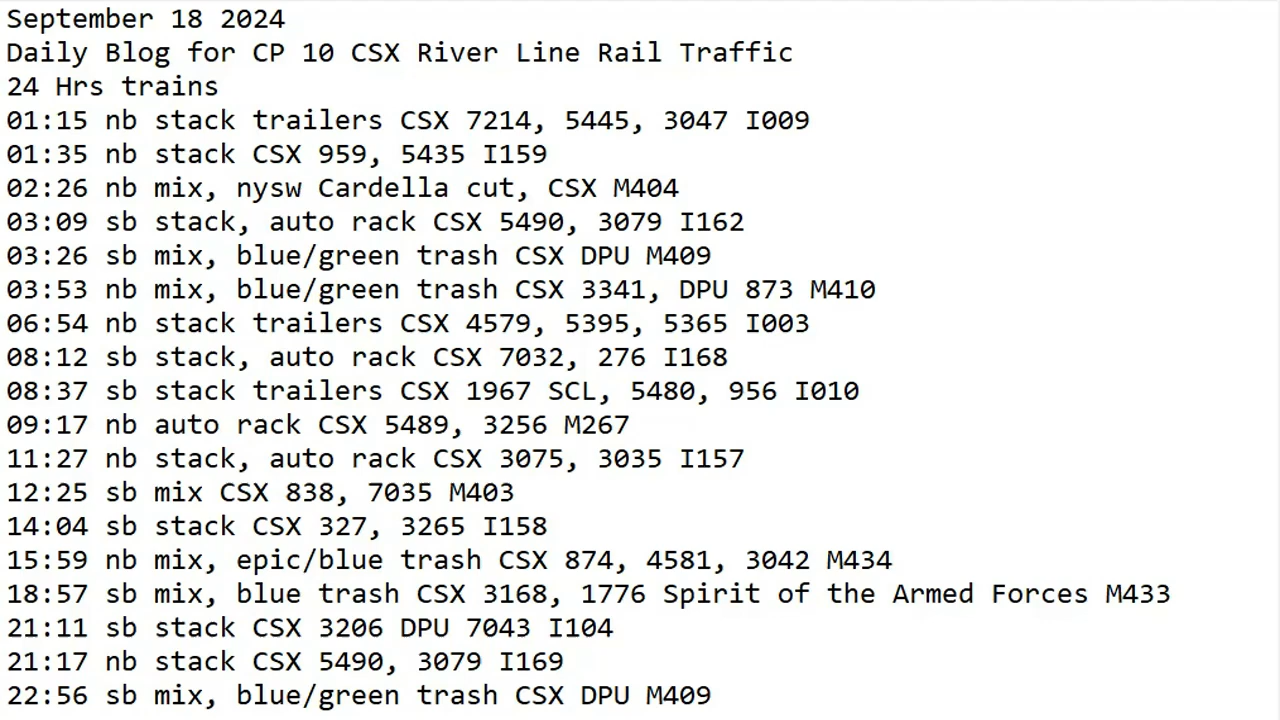 September 18 2024
Daily Blog for CP 10 CSX River Line Rail Traffic
24 Hrs trains
01:15 nb stack trailers CSX 7214, 5445, 3047 I009
01:35 nb stack CSX 959, 5435 I159
02:26 nb mix, nysw Cardella cut, CSX M404
03:09 sb stack, auto rack CSX 5490, 3079 I162
03:26 sb mix, blue/green trash CSX DPU M409
03:53 nb mix, blue/green trash CSX 3341, DPU 873 M410
06:54 nb stack trailers CSX 4579, 5395, 5365 I003
08:12 sb stack, auto rack CSX 7032, 276 I168
08:37 sb stack trailers CSX 1967 SCL, 5480, 956 I010
09:17 nb auto rack CSX 5489, 3256 M267
11:27 nb stack, auto rack CSX 3075, 3035 I157
12:25 sb mix CSX 838, 7035 M403
14:04 sb stack CSX 327, 3265 I158
15:59 nb mix, epic/blue trash CSX 874, 4581, 3042 M434
18:57 sb mix, blue trash CSX 3168, 1776 Spirit of the Armed Forces M433
21:11 sb stack CSX 3206 DPU 7043 I104
21:17 nb stack CSX 5490, 3079 I169
22:56 sb mix, blue/green trash CSX DPU M409